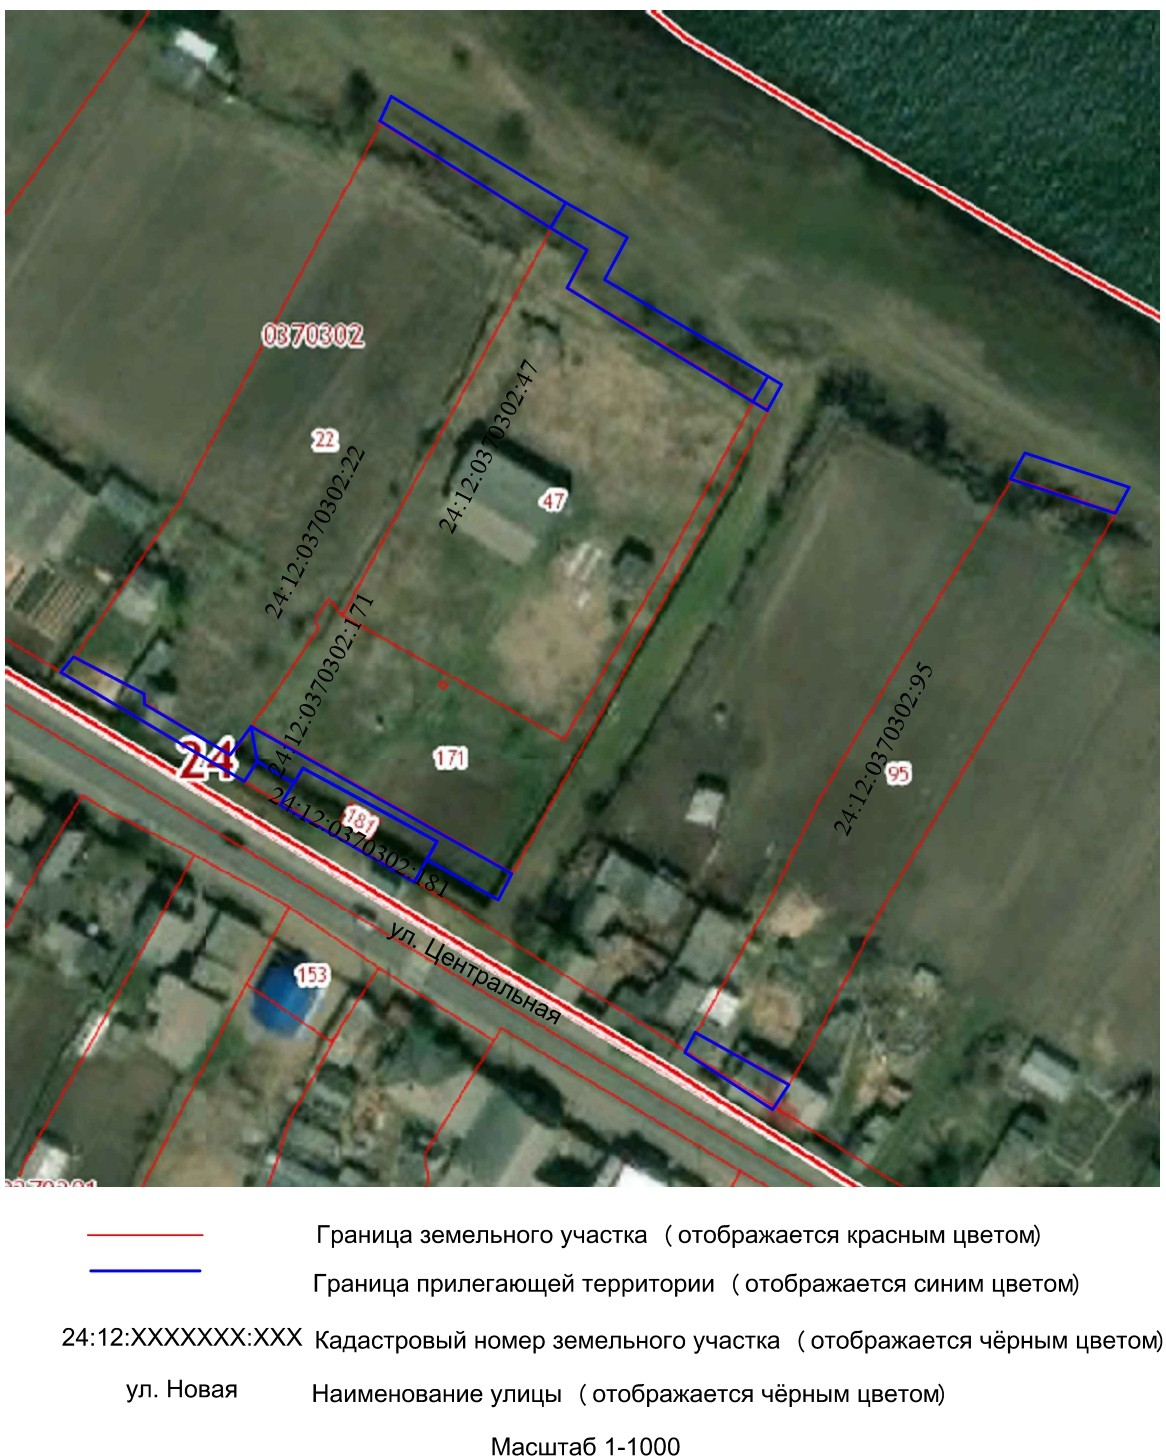 0370302
22
24:12:0370302:22
24:12:0370302:47
47
24:12:0370302:171
171
24
181
24:12:0370302:181
24:12:0370302:95
95
ул. Центральная
153
Граница земельного участка (отображается красным цветом)
Граница прилегающей территории (отображается синим цветом)
24:12:XXXXXXX:XXX Кадастровый номер земельного участка (отображается чёрным цветом)
ул. Новая Наименование улицы (отображается чёрным цветом)
Масштаб 1-1000